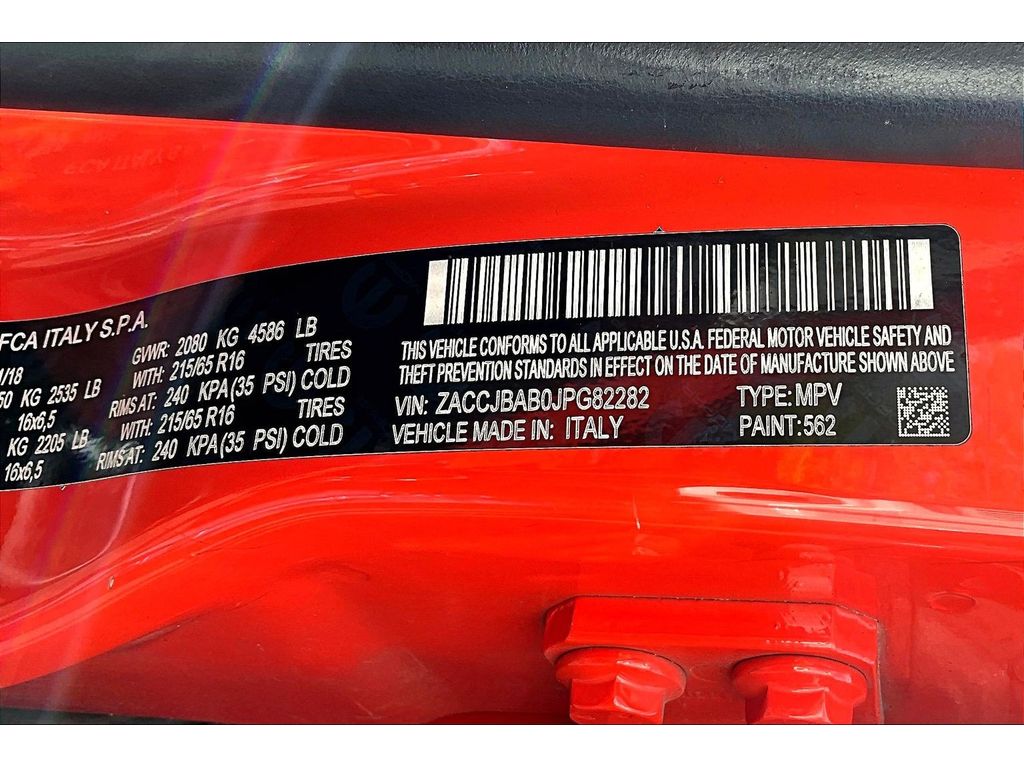 FCA ITALY S.P.A.
GVWR: 2080 KG 4586 LB
/18
WITH: 215/65 R16 TIRES
50 KG 2535 LB RIMS AT: 240 KPA(35 PSI) COLD
16x6,5 WITH: 215/65 R16 TIRES
KG 2205 LB RIMS AT: 240 KPA(35 PSI) COLD
16x6,5
THIS VEHICLE CONFORMS TO ALL APPLICABLE U.S.A. FEDERAL MOTOR VEHICLE SAFETY AND
THEFT PREVENTION STANDARDS IN EFFECT ON THE DATE OF MANUFACTURE SHOWN ABOVE
VIN: ZACCJBAB0JPG82282 TYPE: MPV
VEHICLE MADE IN: ITALY PAINT: 562